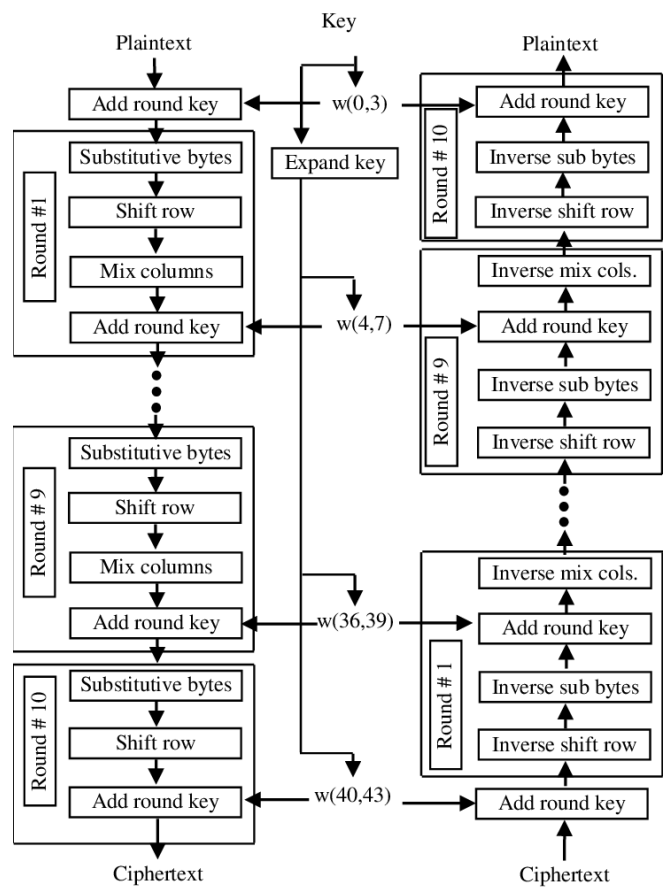 Key
Plaintext
Add round key
Round #1
Substitutive bytes
Shift row
Mix columns
Add round key
Round # 9
Substitutive bytes
Shift row
Mix columns
Add round key
Round # 10
Substitutive bytes
Shift row
Add round key
Ciphertext
w(0,3)
Expand key
w(4,7)
w(36,39)
w(40,43)
Plaintext
Round # 10
Add round key
Inverse sub bytes
Inverse shift row
Round # 9
Inverse mix cols.
Add round key
Inverse sub bytes
Inverse shift row
Round # 1
Inverse mix cols.
Add round key
Inverse sub bytes
Inverse shift row
Add round key
Ciphertext